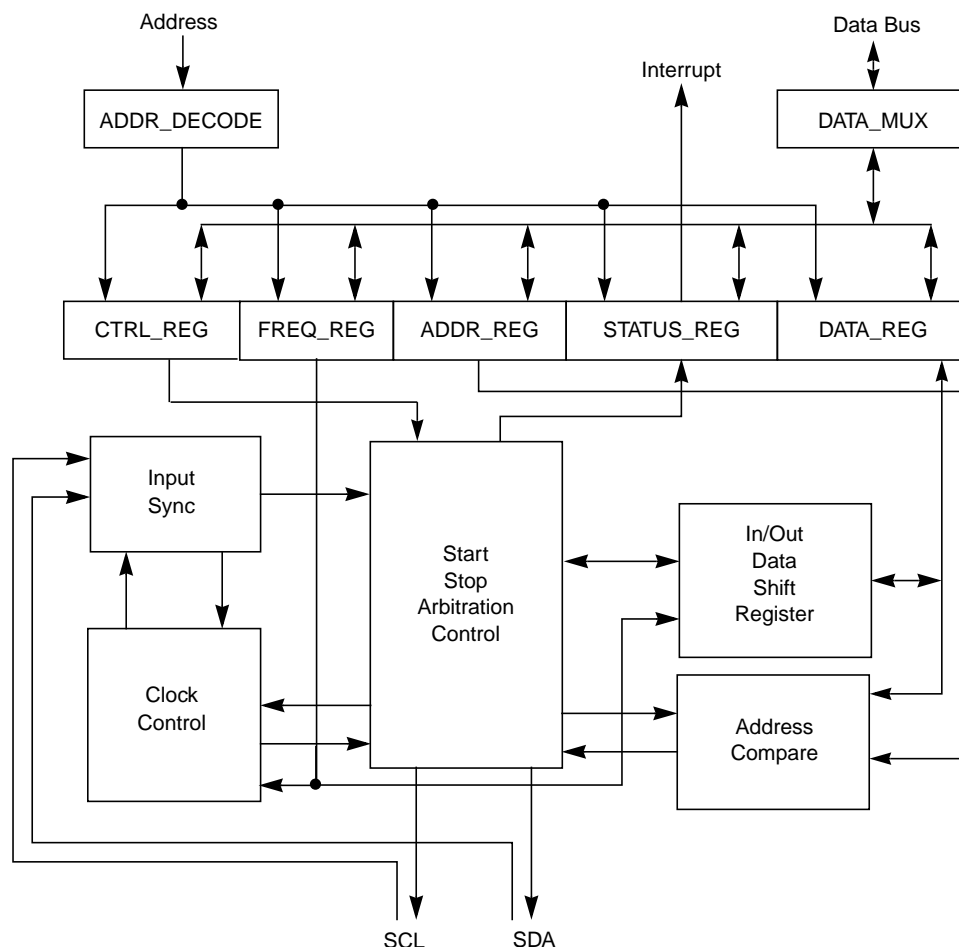 Address
Data Bus
Interrupt
ADDR_DECODE
DATA_MUX
CTRL_REG
FREQ_REG
ADDR_REG
STATUS_REG
DATA_REG
Input
Sync
Start
Stop
Arbitration
Control
In/Out
Data
Shift
Register
Clock
Control
Address
Compare
SCL
SDA